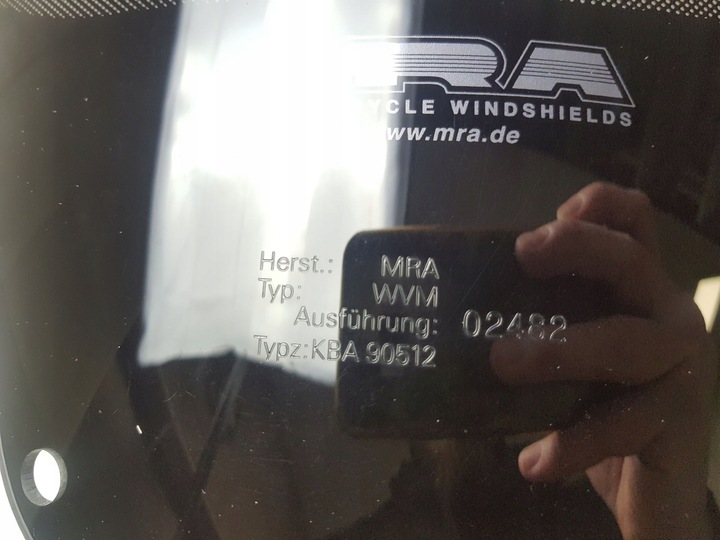 MRA
CYCLE WINDSHIELDS
www.mra.de
Herst.: MRA
Typ: WVM
Ausführung: 02482
Typz:KBA 90512